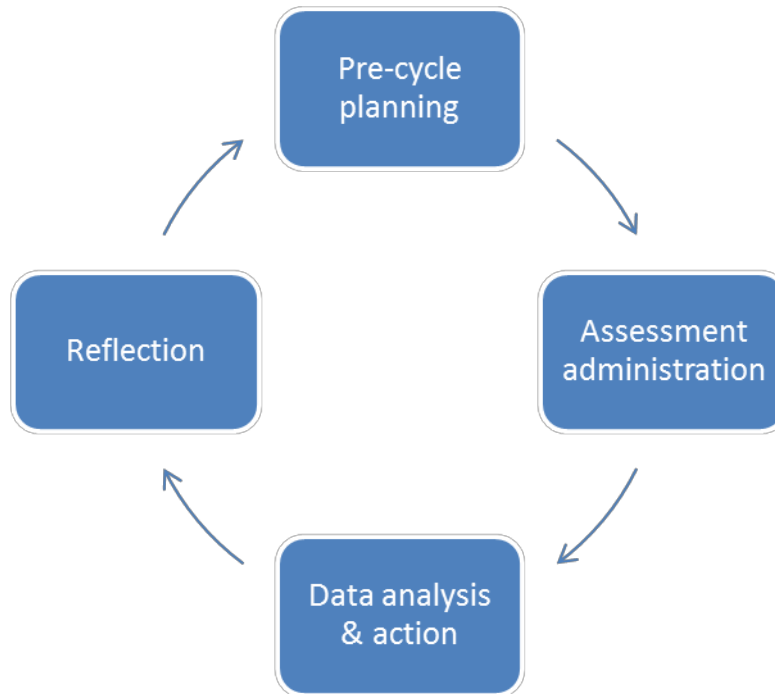 Pre-cycle
planning
Assessment
administration
Data analysis
& action
Reflection